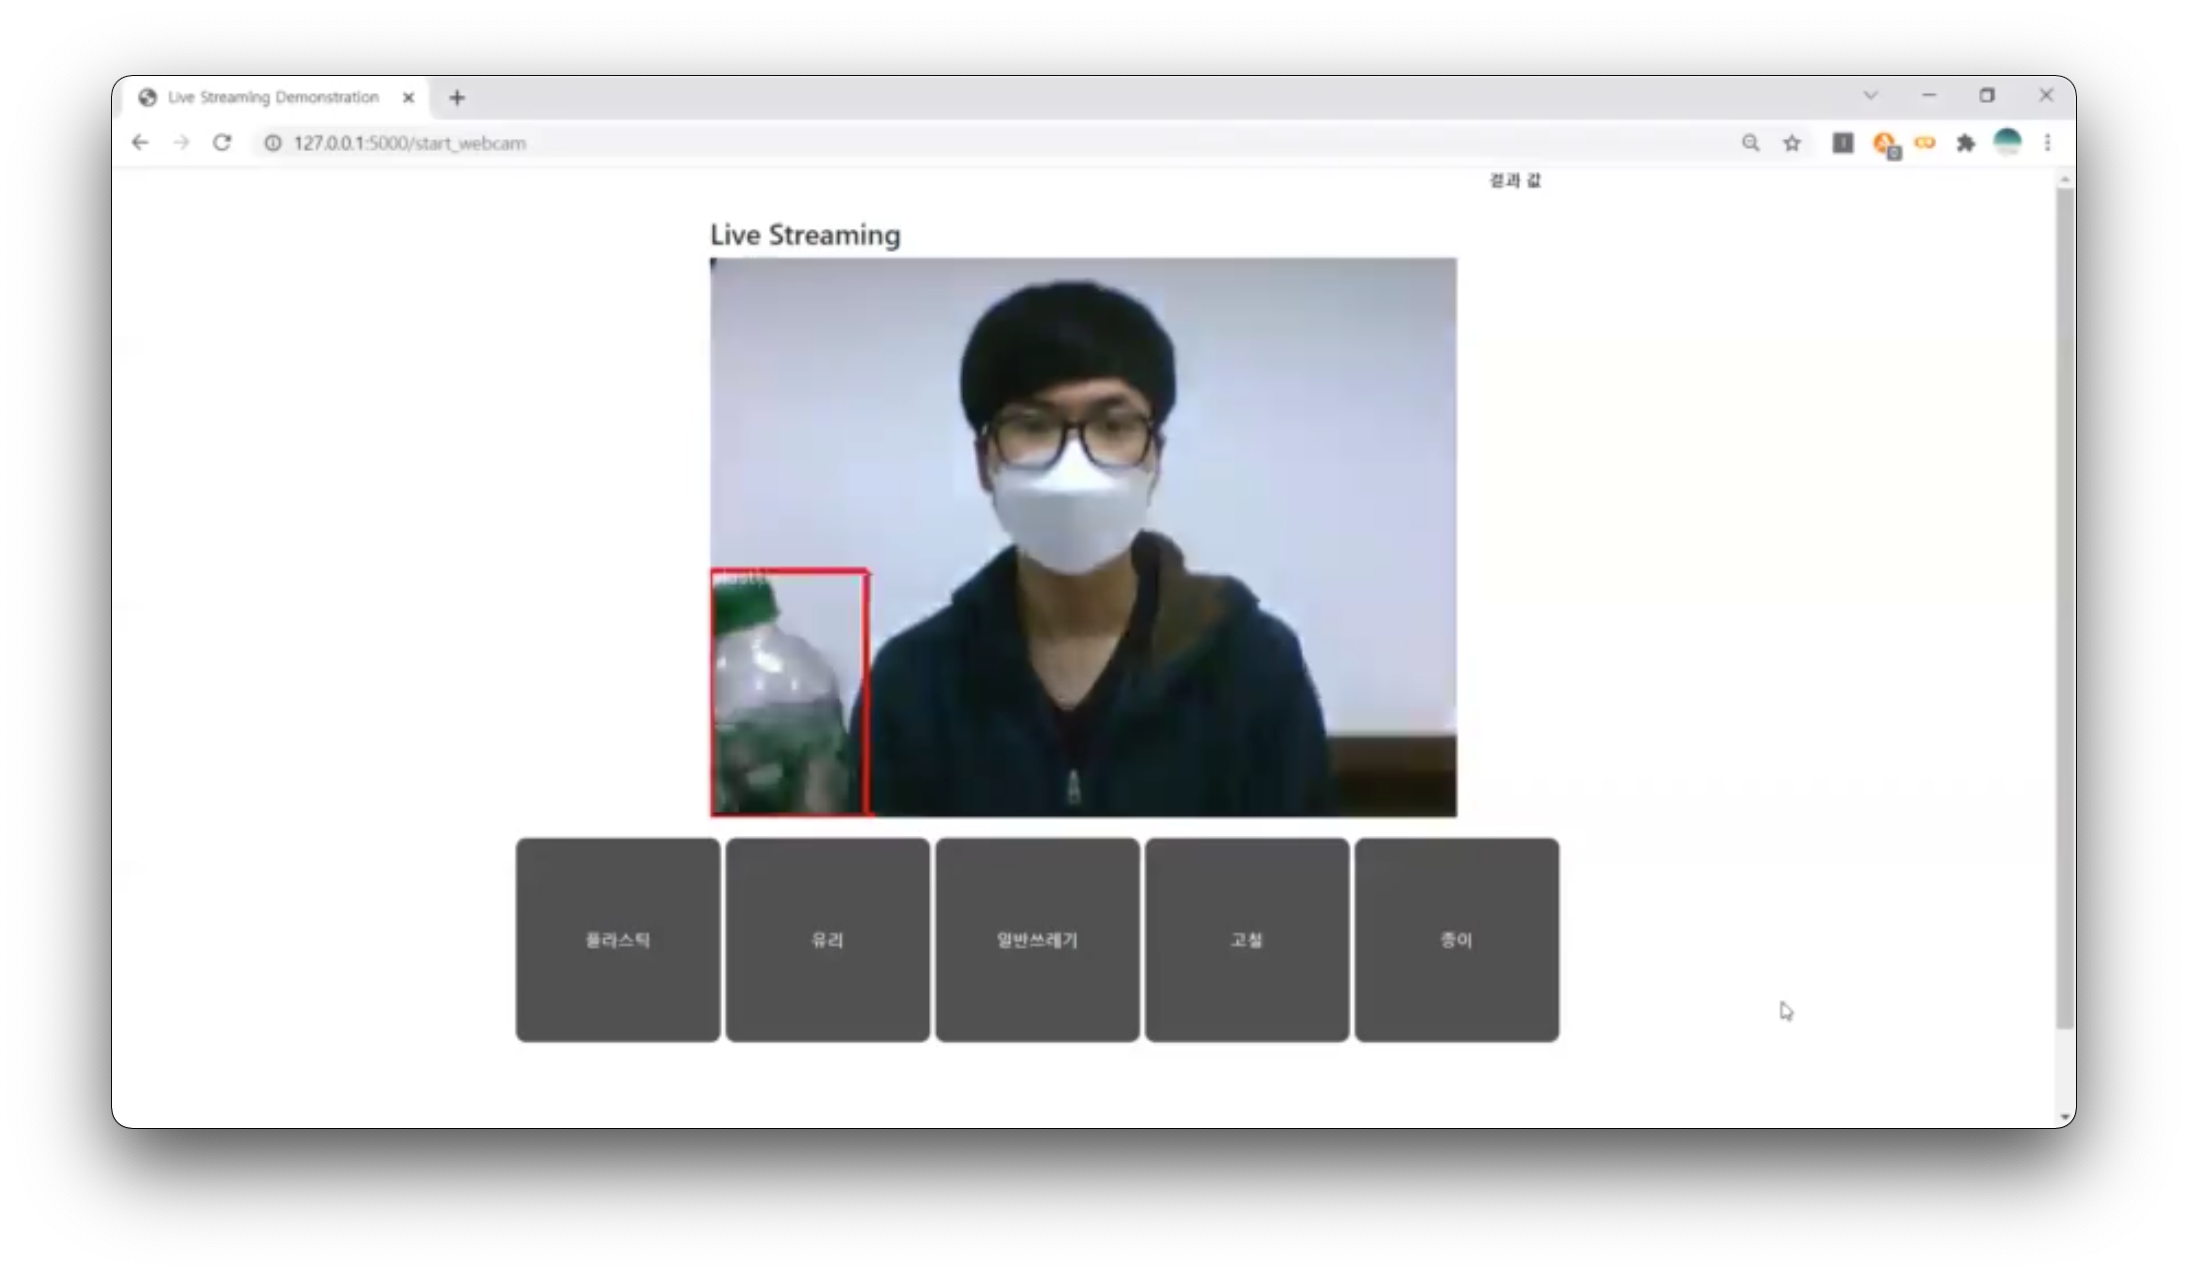 Live Streaming Demonstration
127.0.0.1:5000/start_webcam
결과 값
Live Streaming
플라스틱
유리
일반쓰레기
고철
종이